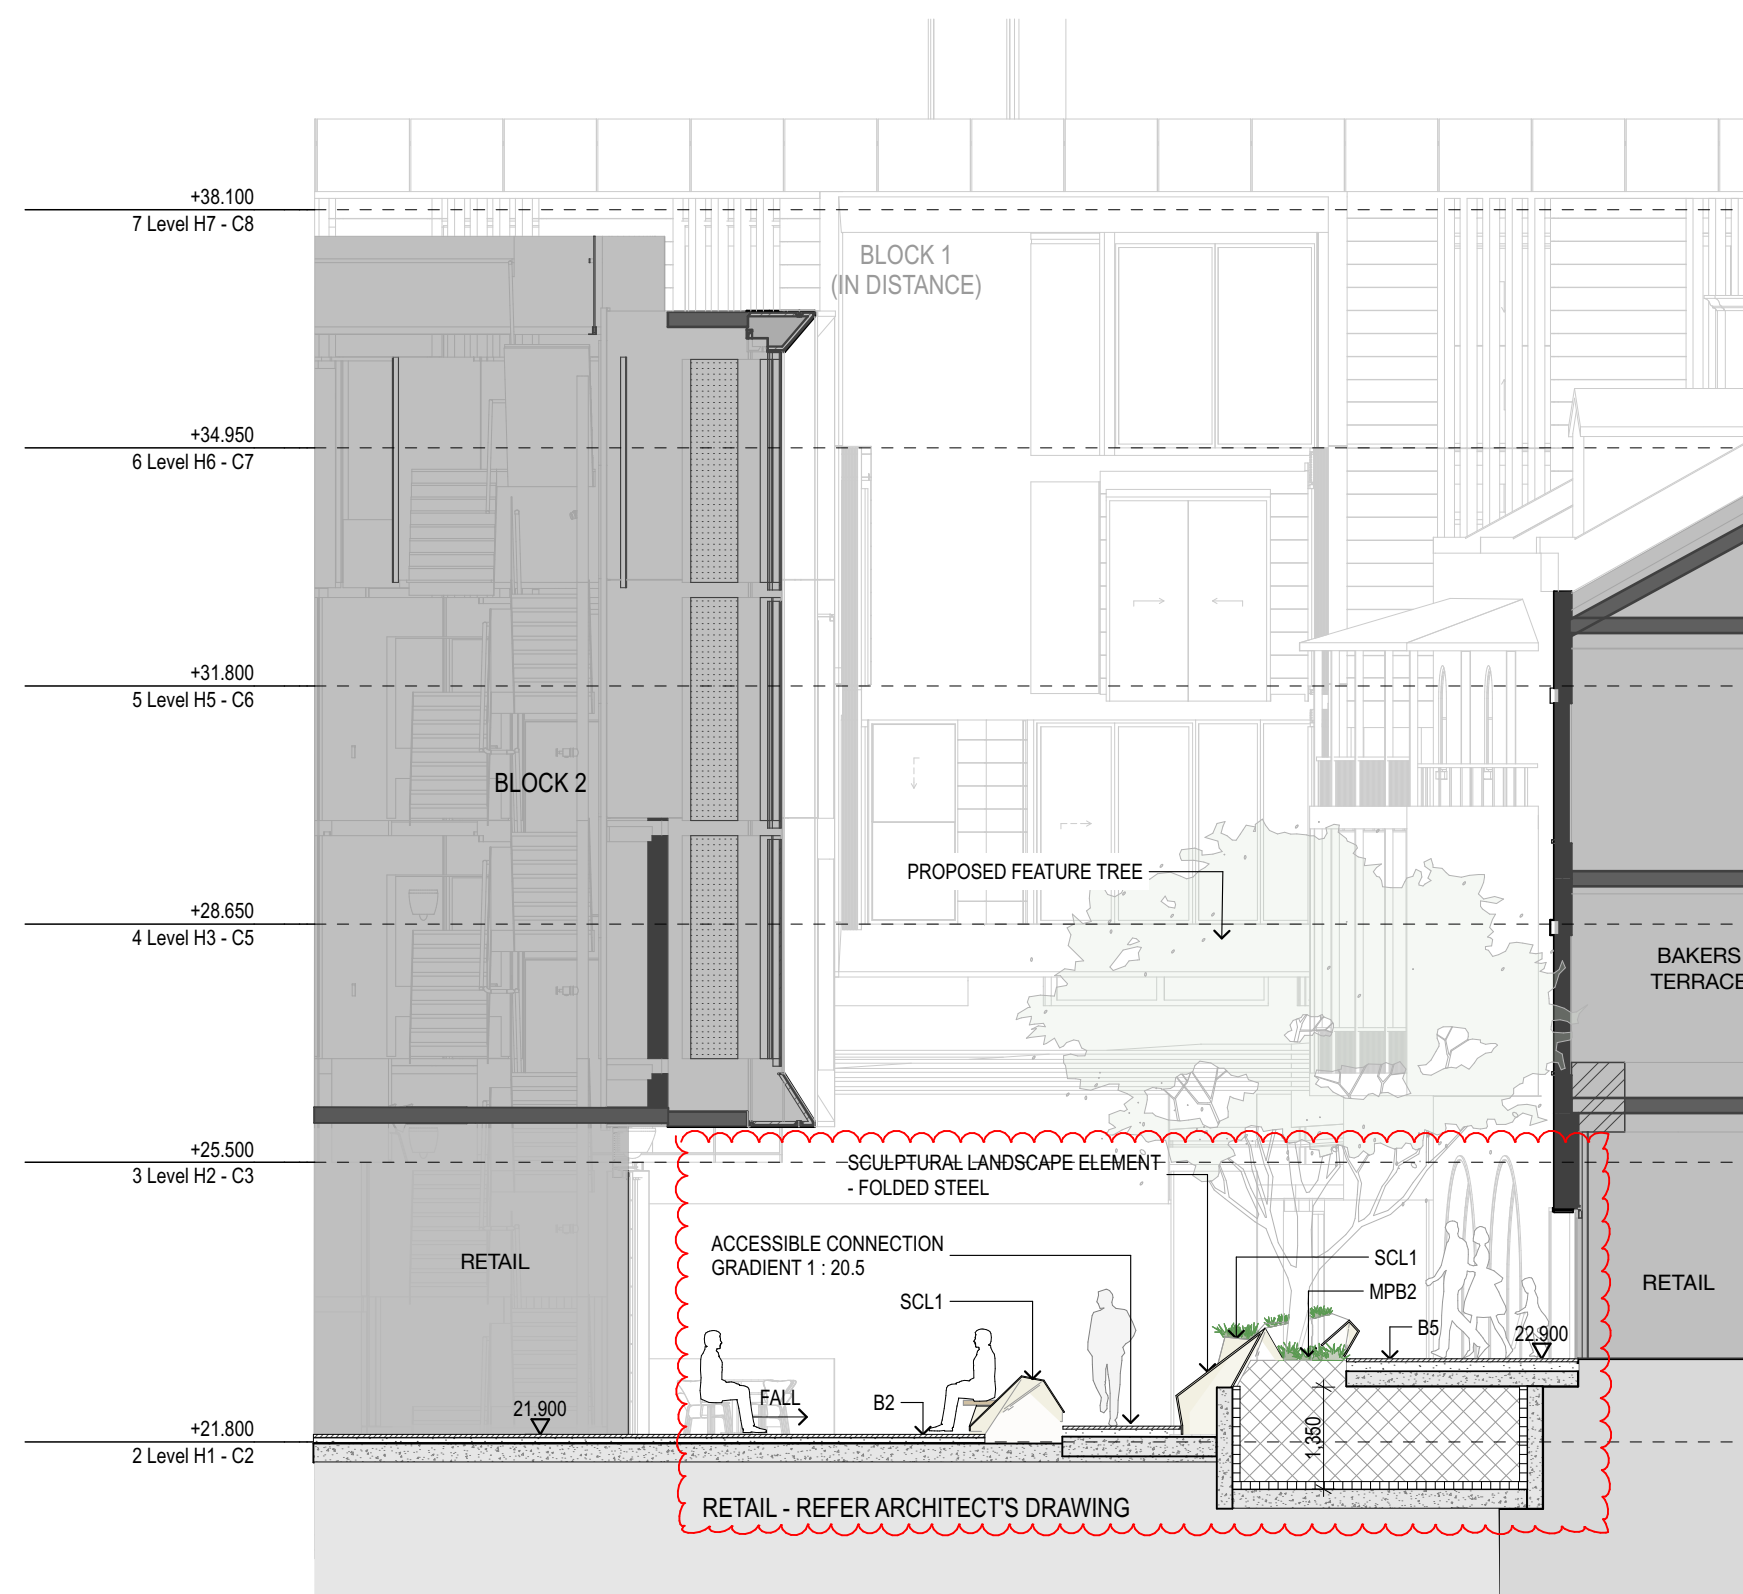 +38.100
7 Level H7 - C8
BLOCK 1
(IN DISTANCE)
+34.950
6 Level H6 - C7
+31.800
5 Level H5 - C6
BLOCK 2
PROPOSED FEATURE TREE
+28.650
4 Level H3 - C5
BAKERS
TERRACE
+25.500
3 Level H2 - C3
SCULPTURAL LANDSCAPE ELEMENT
- FOLDED STEEL
ACCESSIBLE CONNECTION
GRADIENT 1 : 20.5
RETAIL
SCL1
RETAIL
MPB2
SCL1
B5
22.900
FALL
B2
21.900
+21.800
2 Level H1 - C2
1,350
RETAIL - REFER ARCHITECT'S DRAWING